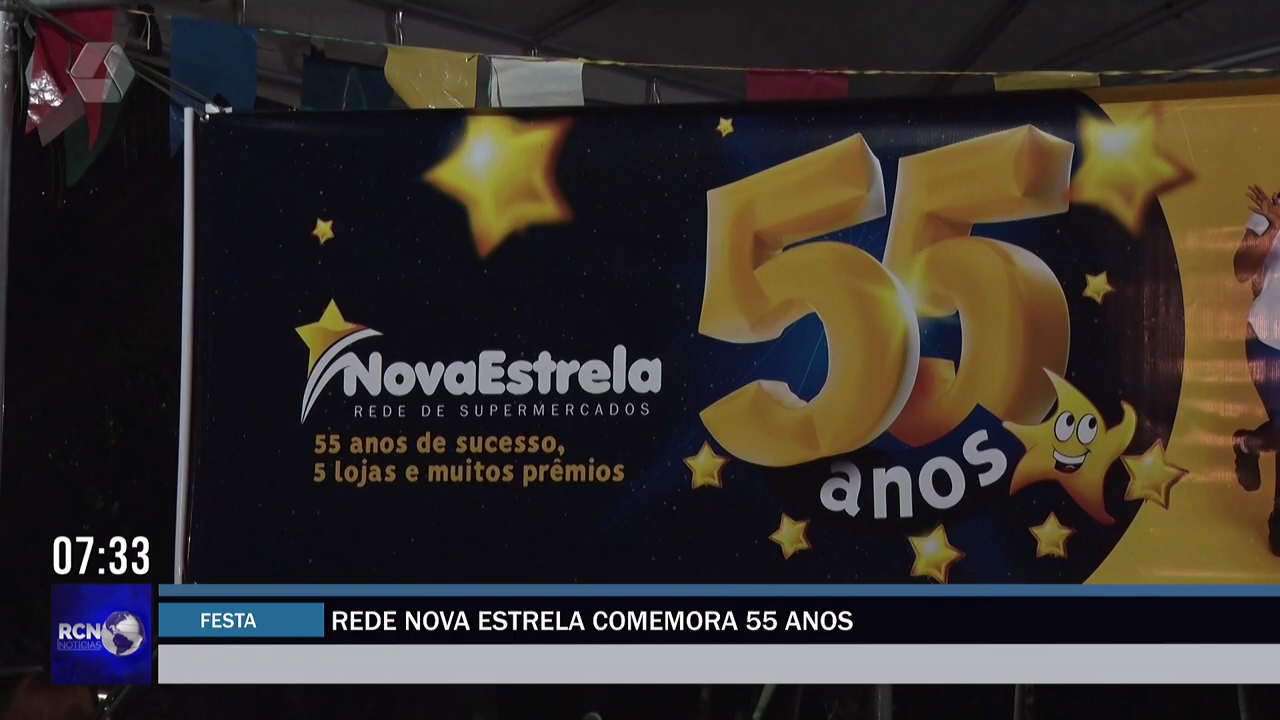 55
anos
NovaEstrela
REDE DE SUPERMERCADOS
55 anos de sucesso,
5 lojas e muitos prêmios
07:33
RCN
NOTÍCIAS
FESTA
REDE NOVA ESTRELA COMEMORA 55 ANOS